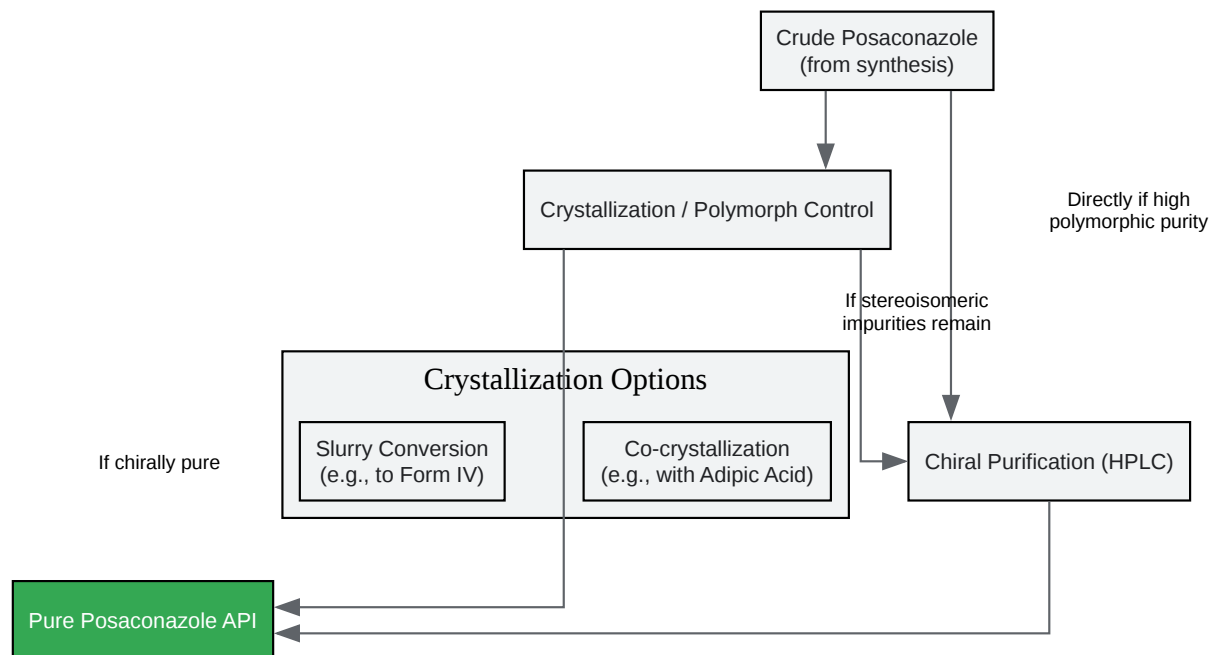 Crude Posaconazole
(from synthesis)
Crystallization / Polymorph Control
Directly if high
polymorphic purity
If stereoisomeric
impurities remain
Crystallization Options
Slurry Conversion
(e.g., to Form IV)
Co-crystallization
(e.g., with Adipic Acid)
Chiral Purification (HPLC)
If chirally pure
Pure Posaconazole API